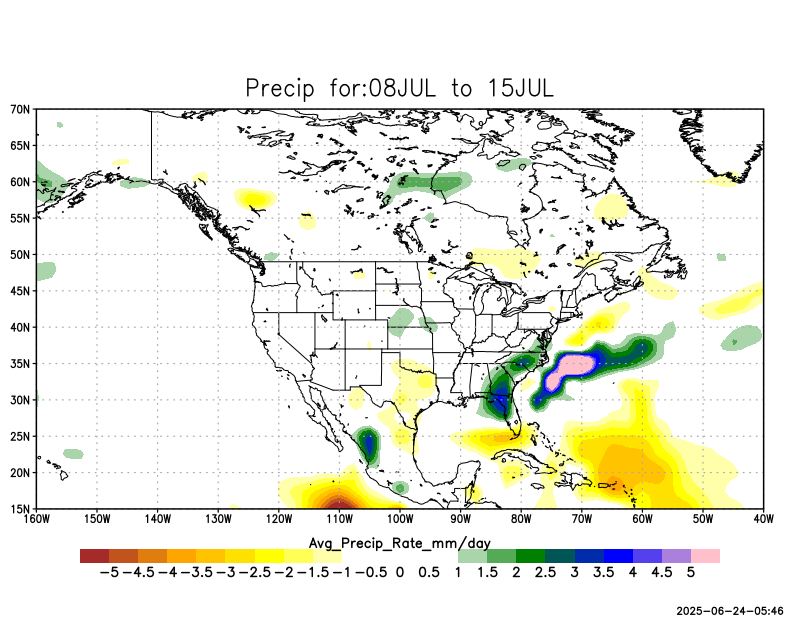 Precip for:08JUL to 15JUL
70N
65N
60N
55N
50N
45N
40N
35N
30N
25N
20N
15N
160W 150W 140W 130W 120W 110W 100W 90W 80W 70W 60W 50W 40W
Avg_Precip_Rate_mm/day
−5 −4.5 −4 −3.5 −3 −2.5 −2 −1.5 −1 −0.5 0 0.5 1 1.5 2 2.5 3 3.5 4 4.5 5
2025-06-24-05:46